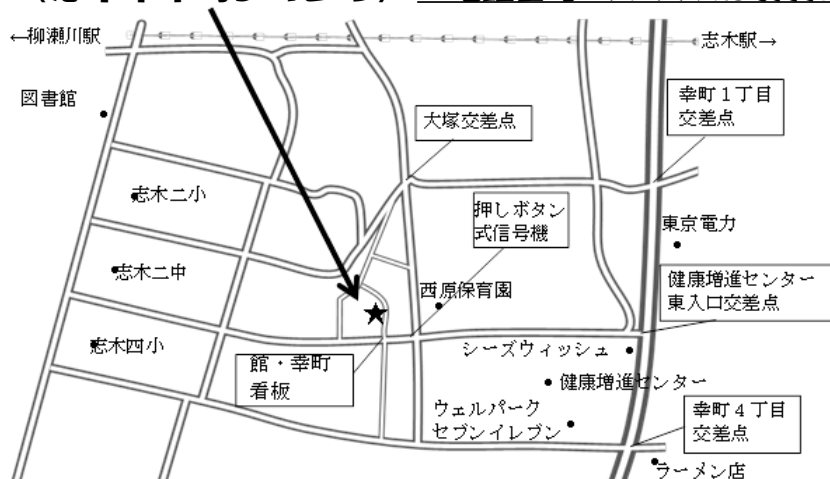 ←柳瀬川駅
志木駅→
図書館
幸町１丁目
交差点
大塚交差点
志木二小
押しボタン
式信号機
東京電力
志木二中
西原保育園
健康増進センター
東入口交差点
志木四小
シーズウィッシュ
館・幸町
看板
健康増進センター
ウェルパーク
セブンイレブン
幸町４丁目
交差点
ラーメン店